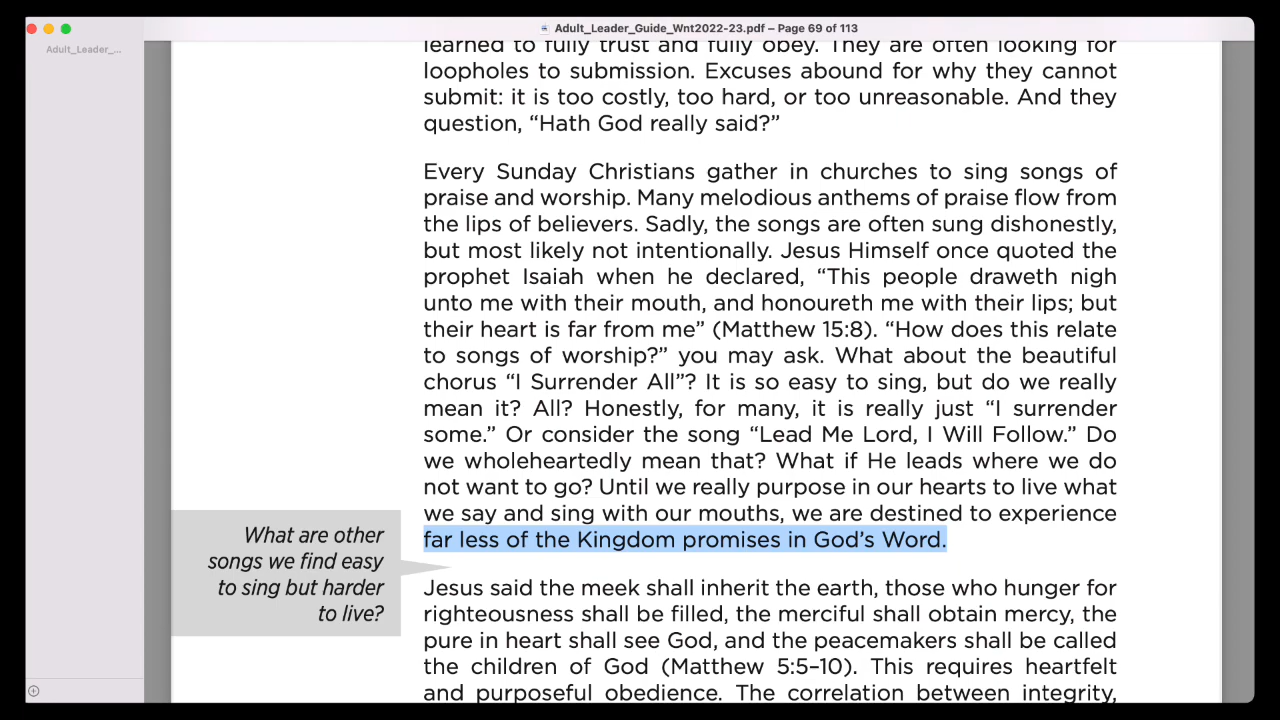 Adult_Leader_Guide_Wnt2022-23.pdf – Page 69 of 113
Adult_Leader_...
learned to fully trust and fully obey. They are often looking for
loopholes to submission. Excuses abound for why they cannot
submit: it is too costly, too hard, or too unreasonable. And they
question, “Hath God really said?”
Every Sunday Christians gather in churches to sing songs of
praise and worship. Many melodious anthems of praise flow from
the lips of believers. Sadly, the songs are often sung dishonestly,
but most likely not intentionally. Jesus Himself once quoted the
prophet Isaiah when he declared, “This people draweth nigh
unto me with their mouth, and honoureth me with their lips; but
their heart is far from me” (Matthew 15:8). “How does this relate
to songs of worship?” you may ask. What about the beautiful
chorus “I Surrender All”? It is so easy to sing, but do we really
mean it? All? Honestly, for many, it is really just “I surrender
some.” Or consider the song “Lead Me Lord, I Will Follow.” Do
we wholeheartedly mean that? What if He leads where we do
not want to go? Until we really purpose in our hearts to live what
we say and sing with our mouths, we are destined to experience
far less of the Kingdom promises in God’s Word.
What are other
songs we find easy
to sing but harder
to live?
Jesus said the meek shall inherit the earth, those who hunger for
righteousness shall be filled, the merciful shall obtain mercy, the
pure in heart shall see God, and the peacemakers shall be called
the children of God (Matthew 5:5–10). This requires heartfelt
and purposeful obedience. The correlation between integrity,